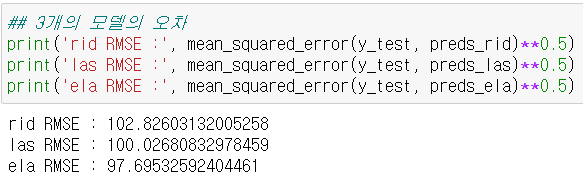 ## 3개의 모델의 오차
print('rid RMSE :', mean_squared_error(y_test, preds_rid)**0.5)
print('las RMSE :', mean_squared_error(y_test, preds_las)**0.5)
print('ela RMSE :', mean_squared_error(y_test, preds_ela)**0.5)
rid RMSE : 102.82603132005258
las RMSE : 100.02680832978459
ela RMSE : 97.69532592404461